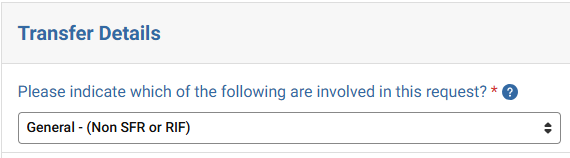 Transfer Details
Please indicate which of the following are involved in this request? * ?
General - (Non SFR or RIF)